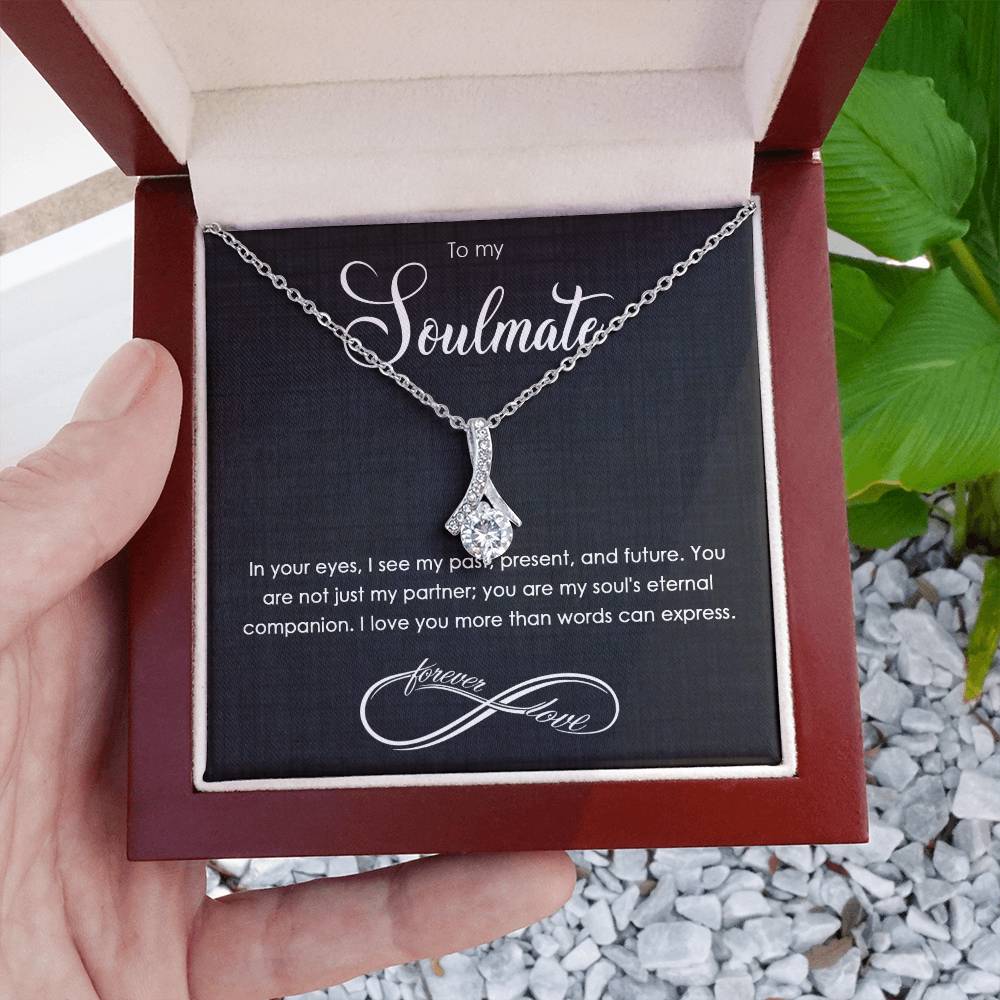 To my
Soulmate
In your eyes, I see my past, present, and future. You
are not just my partner; you are my soul's eternal
companion. I love you more than words can express.
forever
love